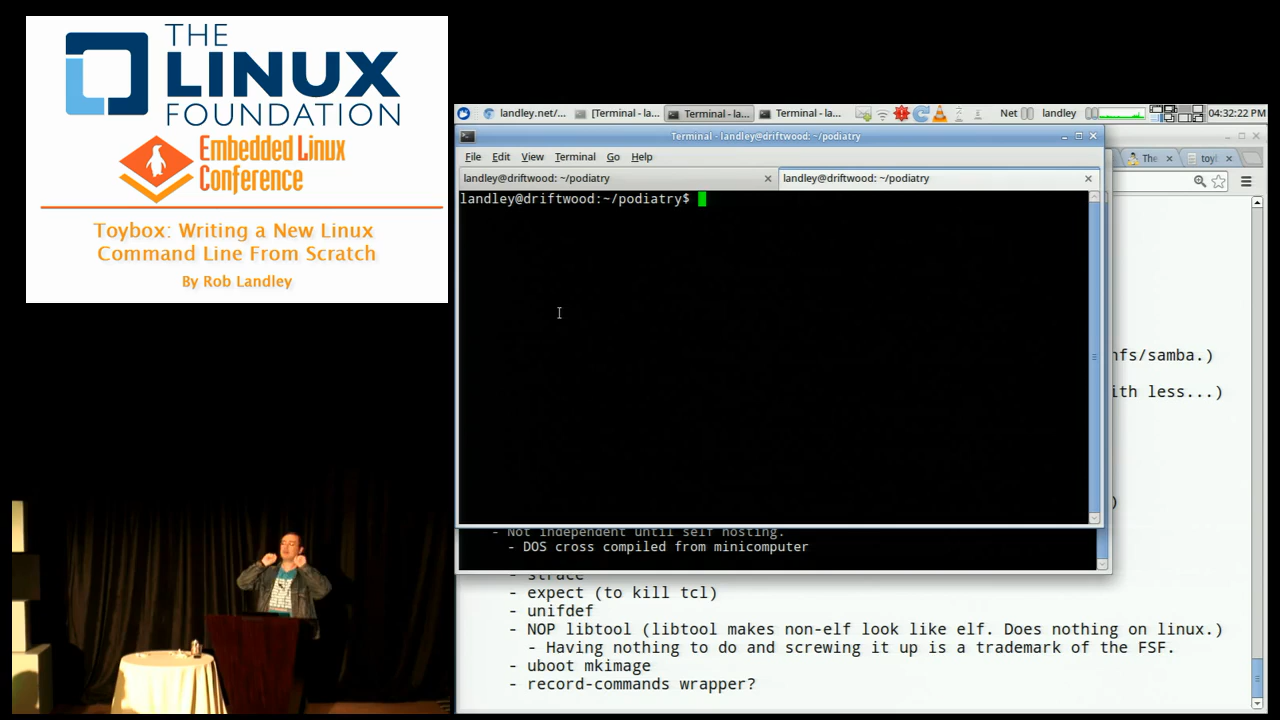 THE
LINUX
FOUNDATION
Embedded Linux
Conference
Toybox: Writing a New Linux
Command Line From Scratch
By Rob Landley
landley.net/...
[Terminal - la...
Terminal - la...
Terminal - la...
Net
landley
04:32:22 PM
Terminal - landley@driftwood: ~/podiatry
File Edit View Terminal Go Help
landley@driftwood: ~/podiatry
landley@driftwood: ~/podiatry
The
toyl
landley@driftwood:~/podiatry$
nfs/samba.)
ith less...)
)
- Not independent until self hosting.
- DOS cross compiled from minicomputer
- strace
- expect (to kill tcl)
- unifdef
- NOP libtool (libtool makes non-elf look like elf. Does nothing on linux.)
- Having nothing to do and screwing it up is a trademark of the FSF.
- uboot mkimage
- record-commands wrapper?